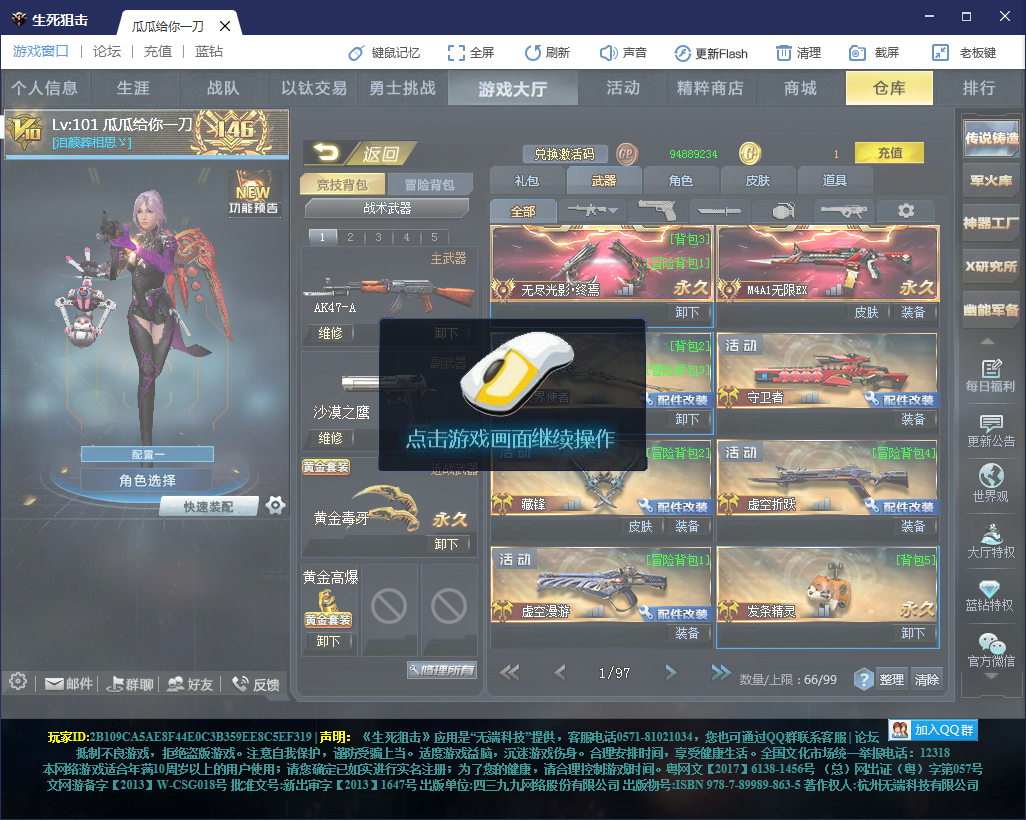 生死狙击
瓜瓜给你一刀
游戏窗口 论坛 充值 蓝钻
键鼠记忆 全屏 刷新 声音 更新Flash 清理 截屏 老板键
个人信息 生涯 战队 以钛交易 勇士挑战 游戏大厅 活动 精粹商店 商城 仓库 排行
V10 Lv:101 瓜瓜给你一刀 146
[泪颜葬相思ゞ]
NEW
功能预告
配置一
角色选择
快速装配
邮件 群聊 好友 反馈
返回
兑换激活码 GP 94889234 1 充值
竞技背包 冒险背包
战术武器
1 2 3 4 5
主武器
AK47-A
维修 卸下
副武器
沙漠之鹰
维修
黄金套装 近战武器
黄金毒牙 永久
卸下
黄金高爆
黄金套装
卸下
修理所有
礼包 武器 角色 皮肤 道具
全部
[背包3]
[冒险背包1]
无尽光影·终焉 永久
卸下
M4A1无限EX 永久
皮肤 装备
[背包2]
界使者 配件改装
卸下
活动
守卫者 配件改装
装备
活动 [冒险背包2]
藏锋 配件改装
皮肤 装备
活动 [冒险背包4]
虚空折跃 配件改装
装备
活动 [冒险背包1]
虚空漫游 配件改装
装备
[背包5]
发条精灵 永久
卸下
点击游戏画面继续操作
1/97
数量/上限：66/99 ? 整理 清除
传说铸造
军火库
神器工厂
X研究所
幽能军备
每日福利
更新公告
世界观
大厅特权
蓝钻特权
官方微信
玩家ID:2B109CA5AE8F44E0C3B359EE8C5EF319 | 声明：《生死狙击》应用是“无端科技”提供，客服电话0571-81021034，您也可通过QQ群联系客服 | 论坛 加入QQ群
抵制不良游戏，拒绝盗版游戏。注意自我保护，谨防受骗上当。适度游戏益脑，沉迷游戏伤身。合理安排时间，享受健康生活。全国文化市场统一举报电话：12318
本网络游戏适合年满10周岁以上的用户使用；请您确定已如实进行实名注册；为了您的健康，请合理控制游戏时间。粤网文【2017】6138-1456号 （总）网出证（粤）字第057号
文网游备字【2013】W-CSG018号 批准文号:新出审字【2013】1647号 出版单位:四三九九网络股份有限公司 出版物号:ISBN 978-7-89989-863-5 著作权人:杭州无端科技有限公司